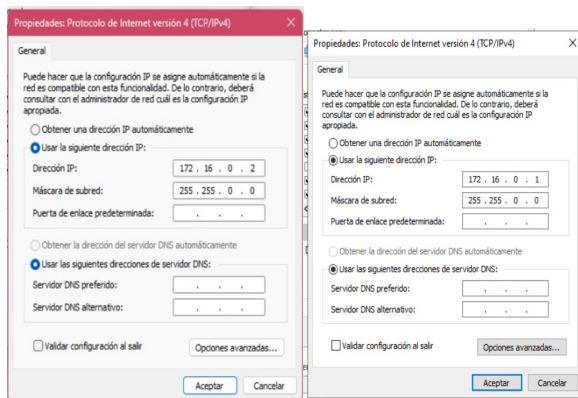 Propiedades: Protocolo de Internet versión 4 (TCP/IPv4)
General
Puede hacer que la configuración IP se asigne automáticamente si la
red es compatible con esta funcionalidad. De lo contrario, deberá
consultar con el administrador de red cuál es la configuración IP
apropiada.
Obtener una dirección IP automáticamente
Usar la siguiente dirección IP:
Dirección IP: 172 . 16 . 0 . 2
Máscara de subred: 255 . 255 . 0 . 0
Puerta de enlace predeterminada: . . .
Obtener la dirección del servidor DNS automáticamente
Usar las siguientes direcciones de servidor DNS:
Servidor DNS preferido: . . .
Servidor DNS alternativo: . . .
Validar configuración al salir
Opciones avanzadas...
Aceptar Cancelar
Propiedades: Protocolo de Internet versión 4 (TCP/IPv4)
General
Puede hacer que la configuración IP se asigne automáticamente si la
red es compatible con esta funcionalidad. De lo contrario, deberá
consultar con el administrador de red cuál es la configuración IP
apropiada.
Obtener una dirección IP automáticamente
Usar la siguiente dirección IP:
Dirección IP: 172 . 16 . 0 . 1
Máscara de subred: 255 . 255 . 0 . 0
Puerta de enlace predeterminada: . . .
Obtener la dirección del servidor DNS automáticamente
Usar las siguientes direcciones de servidor DNS:
Servidor DNS preferido: . . .
Servidor DNS alternativo: . . .
Validar configuración al salir
Opciones avanzadas...
Aceptar Cancelar